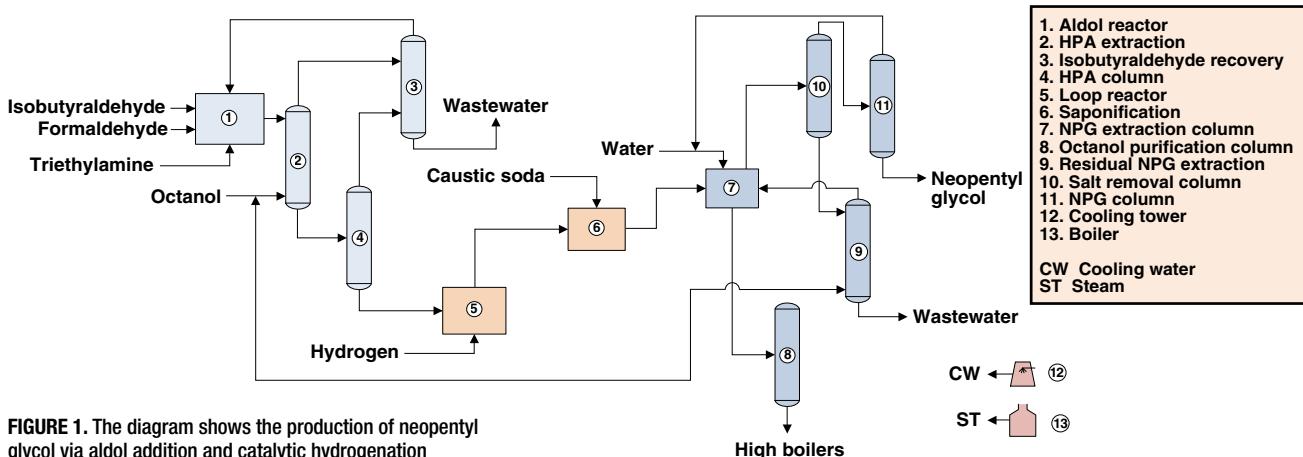 Isobutyraldehyde
Formaldehyde
Triethylamine
Octanol
1
2
3
4
Wastewater
Caustic soda
5
6
Hydrogen
Water
7
8
9
10
11
Neopentyl
glycol
Wastewater
High boilers
CW
12
ST
13
1. Aldol reactor
2. HPA extraction
3. Isobutyraldehyde recovery
4. HPA column
5. Loop reactor
6. Saponification
7. NPG extraction column
8. Octanol purification column
9. Residual NPG extraction
10. Salt removal column
11. NPG column
12. Cooling tower
13. Boiler
CW Cooling water
ST Steam
FIGURE 1. The diagram shows the production of neopentyl
glycol via aldol addition and catalytic hydrogenation